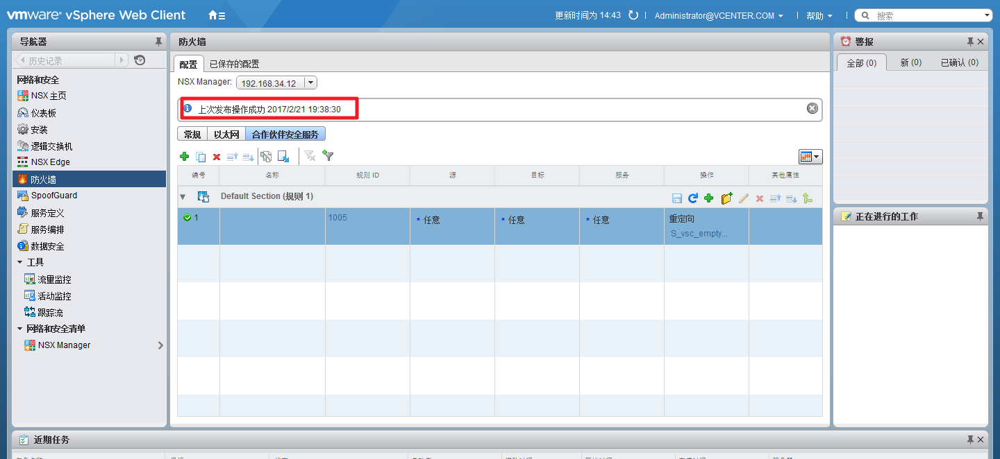 vmware® vSphere Web Client 更新时间为 14:43 Administrator@VCENTER.COM 帮助 搜索
导航器
历史记录
网络和安全
NSX 主页
仪表板
安装
逻辑交换机
NSX Edge
防火墙
SpoofGuard
服务定义
服务编排
数据安全
工具
流量监控
活动监控
跟踪流
网络和安全清单
NSX Manager
防火墙
配置 已保存的配置
NSX Manager: 192.168.34.12
上次发布操作成功 2017/2/21 19:38:30
常规 以太网 合作伙伴安全服务
编号 名称 规则 ID 源 目标 服务 操作 其他属性
Default Section (规则 1)
1 1005 * 任意 * 任意 * 任意 重定向
S_vsc_empty...
警报
全部 (0) 新 (0) 已确认 (0)
正在进行的工作
近期任务